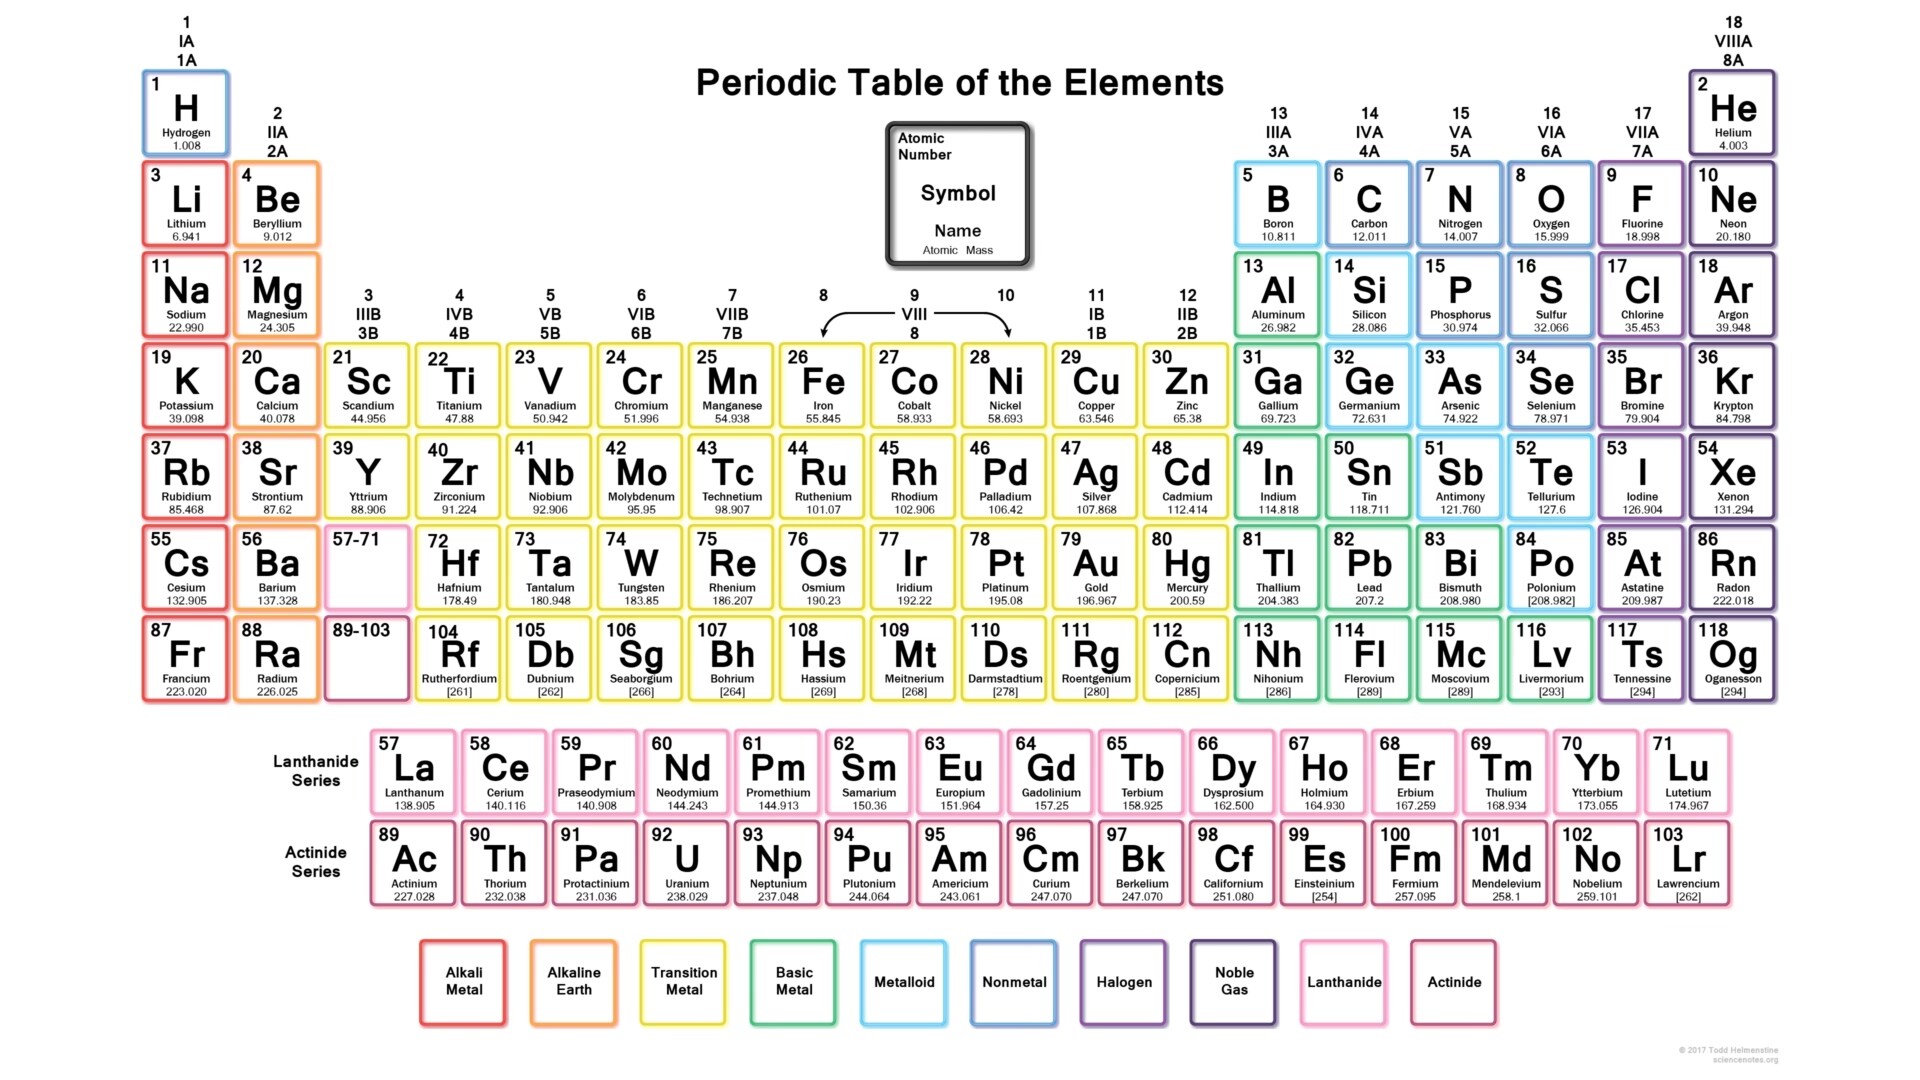 Periodic Table of the Elements
1
IA
1A
18
VIIIA
8A
1
H
Hydrogen
1.008
2
IIA
2A
Atomic
Number
Symbol
Name
Atomic Mass
13
IIIA
3A
14
IVA
4A
15
VA
5A
16
VIA
6A
17
VIIA
7A
2
He
Helium
4.003
3
Li
Lithium
6.941
4
Be
Beryllium
9.012
5
B
Boron
10.811
6
C
Carbon
12.011
7
N
Nitrogen
14.007
8
O
Oxygen
15.999
9
F
Fluorine
18.998
10
Ne
Neon
20.180
11
Na
Sodium
22.990
12
Mg
Magnesium
24.305
3
IIIB
3B
4
IVB
4B
5
VB
5B
6
VIB
6B
7
VIIB
7B
8
9
10
VIII
8
11
IB
1B
12
IIB
2B
13
Al
Aluminum
26.982
14
Si
Silicon
28.086
15
P
Phosphorus
30.974
16
S
Sulfur
32.066
17
Cl
Chlorine
35.453
18
Ar
Argon
39.948
19
K
Potassium
39.098
20
Ca
Calcium
40.078
21
Sc
Scandium
44.956
22
Ti
Titanium
47.88
23
V
Vanadium
50.942
24
Cr
Chromium
51.996
25
Mn
Manganese
54.938
26
Fe
Iron
55.845
27
Co
Cobalt
58.933
28
Ni
Nickel
58.693
29
Cu
Copper
63.546
30
Zn
Zinc
65.38
31
Ga
Gallium
69.723
32
Ge
Germanium
72.631
33
As
Arsenic
74.922
34
Se
Selenium
78.971
35
Br
Bromine
79.904
36
Kr
Krypton
84.798
37
Rb
Rubidium
85.468
38
Sr
Strontium
87.62
39
Y
Yttrium
88.906
40
Zr
Zirconium
91.224
41
Nb
Niobium
92.906
42
Mo
Molybdenum
95.95
43
Tc
Technetium
98.907
44
Ru
Ruthenium
101.07
45
Rh
Rhodium
102.906
46
Pd
Palladium
106.42
47
Ag
Silver
107.868
48
Cd
Cadmium
112.414
49
In
Indium
114.818
50
Sn
Tin
118.711
51
Sb
Antimony
121.760
52
Te
Tellurium
127.6
53
I
Iodine
126.904
54
Xe
Xenon
131.294
55
Cs
Cesium
132.905
56
Ba
Barium
137.328
57-71
72
Hf
Hafnium
178.49
73
Ta
Tantalum
180.948
74
W
Tungsten
183.85
75
Re
Rhenium
186.207
76
Os
Osmium
190.23
77
Ir
Iridium
192.22
78
Pt
Platinum
195.08
79
Au
Gold
196.967
80
Hg
Mercury
200.59
81
Tl
Thallium
204.383
82
Pb
Lead
207.2
83
Bi
Bismuth
208.980
84
Po
Polonium
[208.982]
85
At
Astatine
209.987
86
Rn
Radon
222.018
87
Fr
Francium
223.020
88
Ra
Radium
226.025
89-103
104
Rf
Rutherfordium
[261]
105
Db
Dubnium
[262]
106
Sg
Seaborgium
[266]
107
Bh
Bohrium
[264]
108
Hs
Hassium
[269]
109
Mt
Meitnerium
[268]
110
Ds
Darmstadtium
[278]
111
Rg
Roentgenium
[280]
112
Cn
Copernicium
[285]
113
Nh
Nihonium
[286]
114
Fl
Flerovium
[289]
115
Mc
Moscovium
[289]
116
Lv
Livermorium
[293]
117
Ts
Tennessine
[294]
118
Og
Oganesson
[294]
Lanthanide
Series
57
La
Lanthanum
138.905
58
Ce
Cerium
140.116
59
Pr
Praseodymium
140.908
60
Nd
Neodymium
144.243
61
Pm
Promethium
144.913
62
Sm
Samarium
150.36
63
Eu
Europium
151.964
64
Gd
Gadolinium
157.25
65
Tb
Terbium
158.925
66
Dy
Dysprosium
162.500
67
Ho
Holmium
164.930
68
Er
Erbium
167.259
69
Tm
Thulium
168.934
70
Yb
Ytterbium
173.055
71
Lu
Lutetium
174.967
Actinide
Series
89
Ac
Actinium
227.028
90
Th
Thorium
232.038
91
Pa
Protactinium
231.036
92
U
Uranium
238.029
93
Np
Neptunium
237.048
94
Pu
Plutonium
244.064
95
Am
Americium
243.061
96
Cm
Curium
247.070
97
Bk
Berkelium
247.070
98
Cf
Californium
251.080
99
Es
Einsteinium
[254]
100
Fm
Fermium
257.095
101
Md
Mendelevium
258.1
102
No
Nobelium
259.101
103
Lr
Lawrencium
[262]
Alkali
Metal
Alkaline
Earth
Transition
Metal
Basic
Metal
Metalloid
Nonmetal
Halogen
Noble
Gas
Lanthanide
Actinide
© 2017 Todd Helmenstine
sciencenotes.org